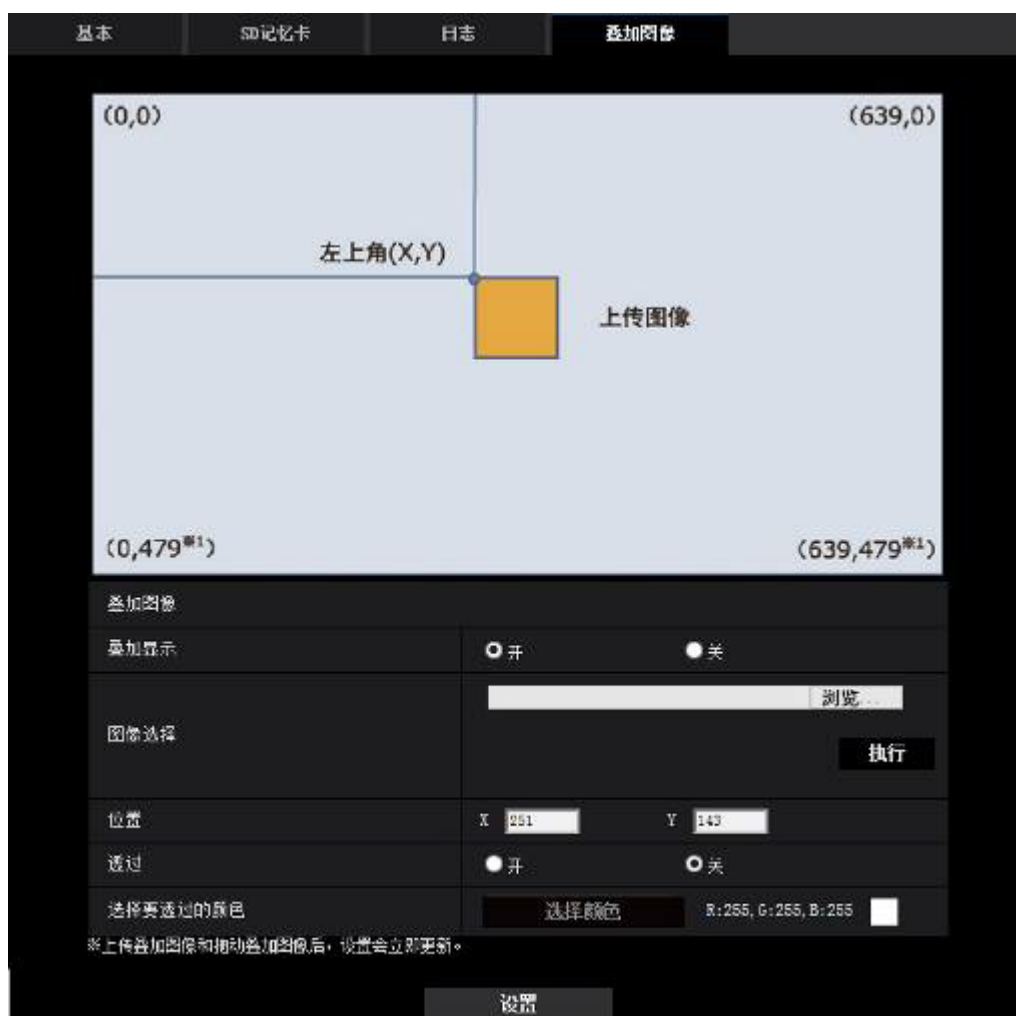 基本 SD记忆卡 日志 叠加图像
(0,0) (639,0)
左上角(X,Y)
上传图像
(0,479※1) (639,479※1)
叠加图像
叠加显示 开 关
浏览...
图像选择
执行
位置 X 251 Y 143
透过 开 关
选择要透过的颜色 选择颜色 R:255,G:255,B:255
※上传叠加图像和拖动叠加图像后，设置会立即更新。
设置